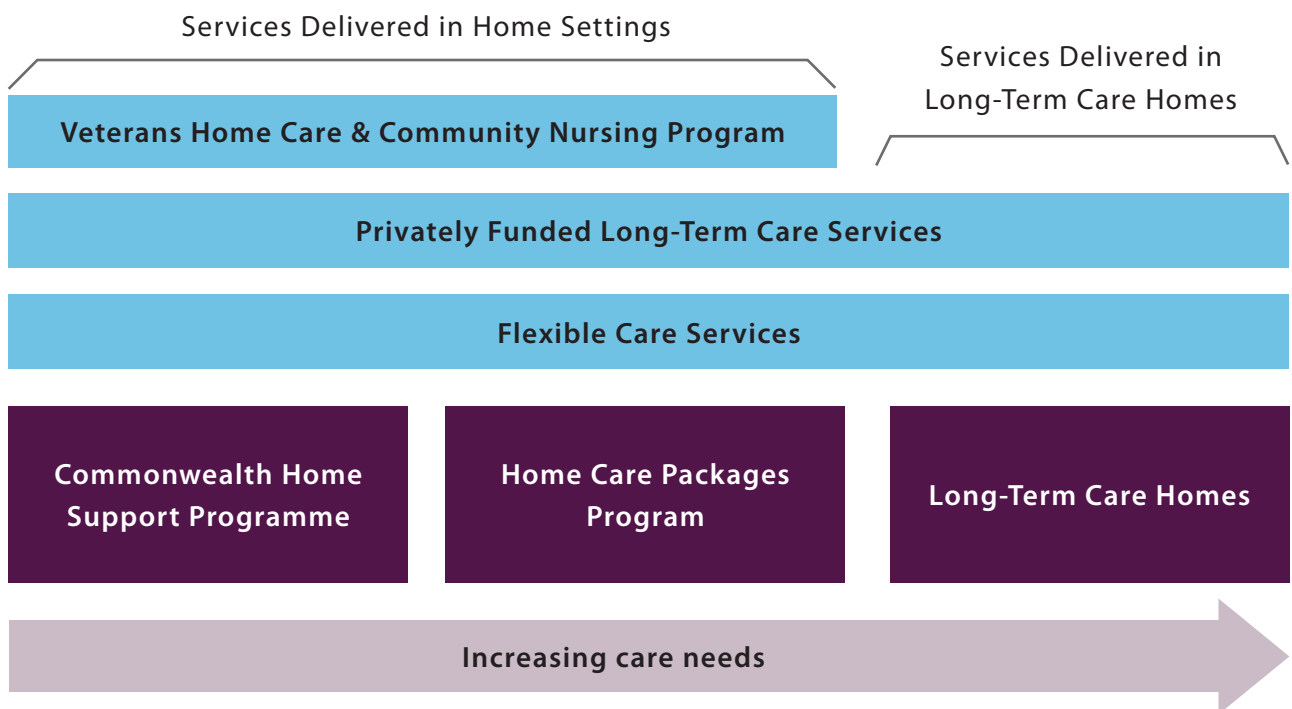 Services Delivered in Home Settings
Services Delivered in
Long-Term Care Homes
Veterans Home Care & Community Nursing Program
Privately Funded Long-Term Care Services
Flexible Care Services
Commonwealth Home
Support Programme
Home Care Packages
Program
Long-Term Care Homes
Increasing care needs